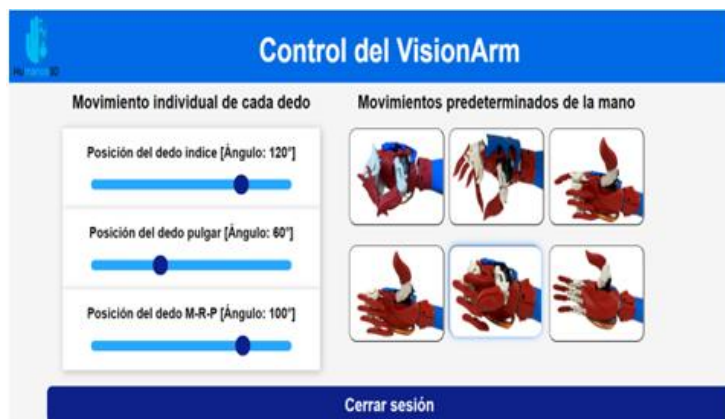 Control del VisionArm
Movimiento individual de cada dedo
Movimientos predeterminados de la mano
Posición del dedo indice [Ángulo: 120°]
Posición del dedo pulgar [Ángulo: 60°]
Posición del dedo M-R-P [Ángulo: 100°]
Cerrar sesión